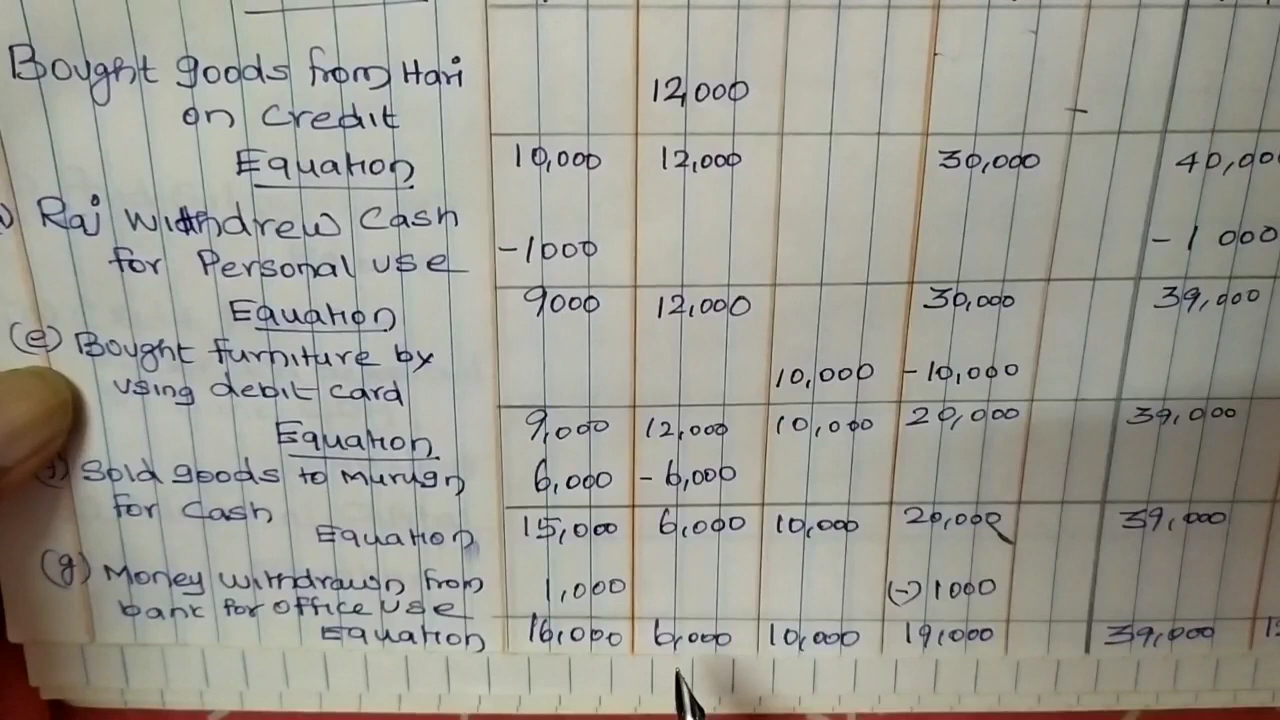 Bought goods from Hari
12,000
on credit
Equation 10,000 12,000 30,000 40,00
Raj withdrew cash
-1000 -1 000
for Personal use
Equation 9000 12,000 30,000 39,000
(e) Bought furniture by
10,000 -10,000
using debit card
Equation 9,000 12,000 10,000 20,000 39,000
Sold goods to Murugn 6,000 -6,000
for Cash
Equation 15,000 6,000 10,000 20,000 39,000
(g) Money withdrawn from 1,000 (-) 1000
bank for office use
Equation 16,000 6,000 10,000 19,000 39,000